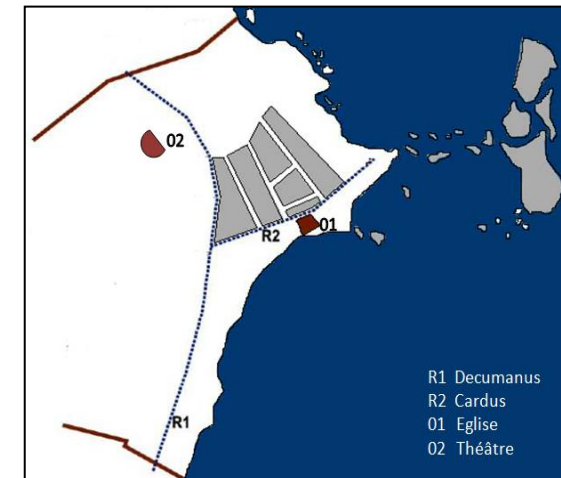 02
R2
01
R1
R1 Decumanus
R2 Cardus
01 Eglise
02 Théâtre